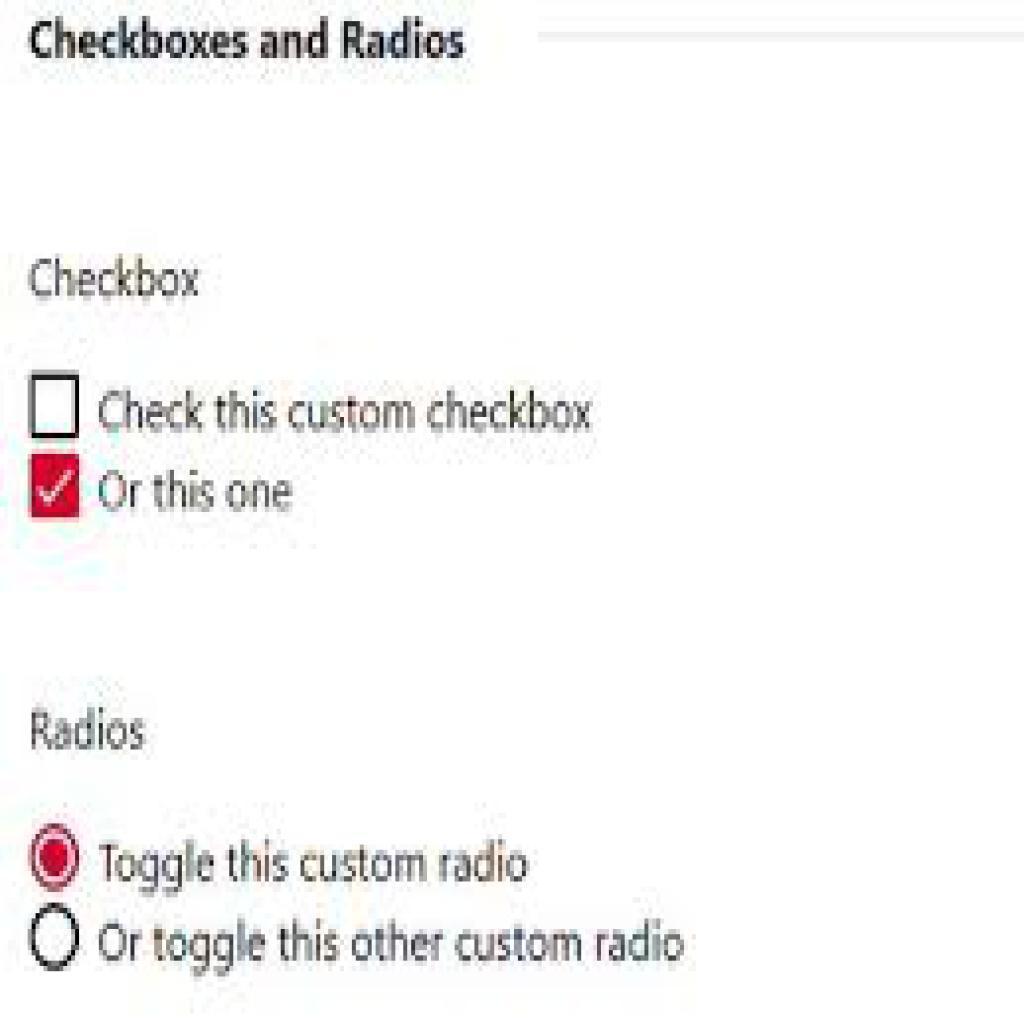 Checkboxes and Radios
Checkbox
Check this custom checkbox
Or this one
Radios
Toggle this custom radio
Or toggle this other custom radio